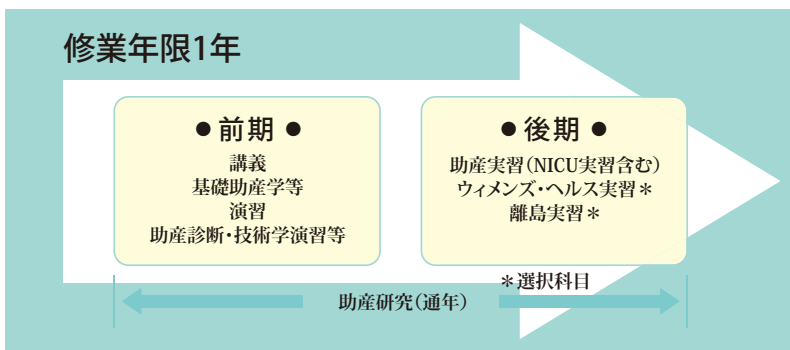 修業年限1年
●前期●
講義
基礎助産学等
演習
助産診断・技術学演習等
●後期●
助産実習(NICU実習含む)
ウィメンズ・ヘルス実習＊
離島実習＊
＊選択科目
助産研究(通年)